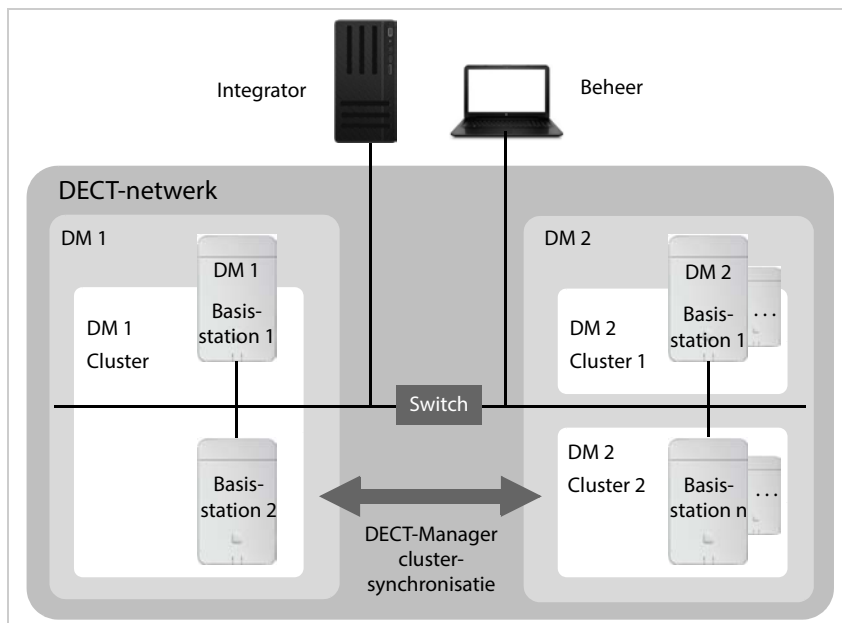 Integrator
Beheer
DECT-netwerk
DM 1
DM 1
Basis-
station 1
DM 1
Cluster
Basis-
station 2
DM 2
DM 2
Basis-
station 1
...
DM 2
Cluster 1
Switch
DM 2
Cluster 2
Basis-
station n
...
DECT-Manager
cluster-
synchronisatie